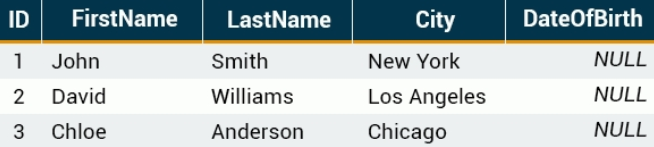 ID FirstName LastName City DateOfBirth
1 John Smith New York NULL
2 David Williams Los Angeles NULL
3 Chloe Anderson Chicago NULL